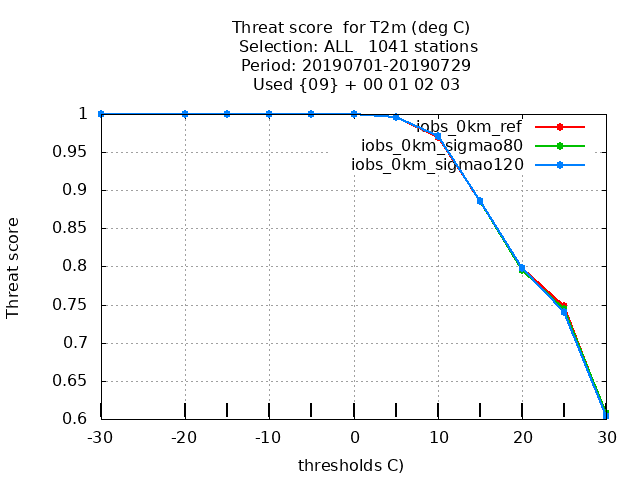 Threat score  for T2m (deg C)
Selection: ALL   1041 stations
Period: 20190701-20190729
Used {09} + 00 01 02 03
iobs_0km_ref
iobs_0km_sigmao80
iobs_0km_sigmao120
Threat score
1
0.95
0.9
0.85
0.8
0.75
0.7
0.65
0.6
-30 -20 -10 0 10 20 30
thresholds C)